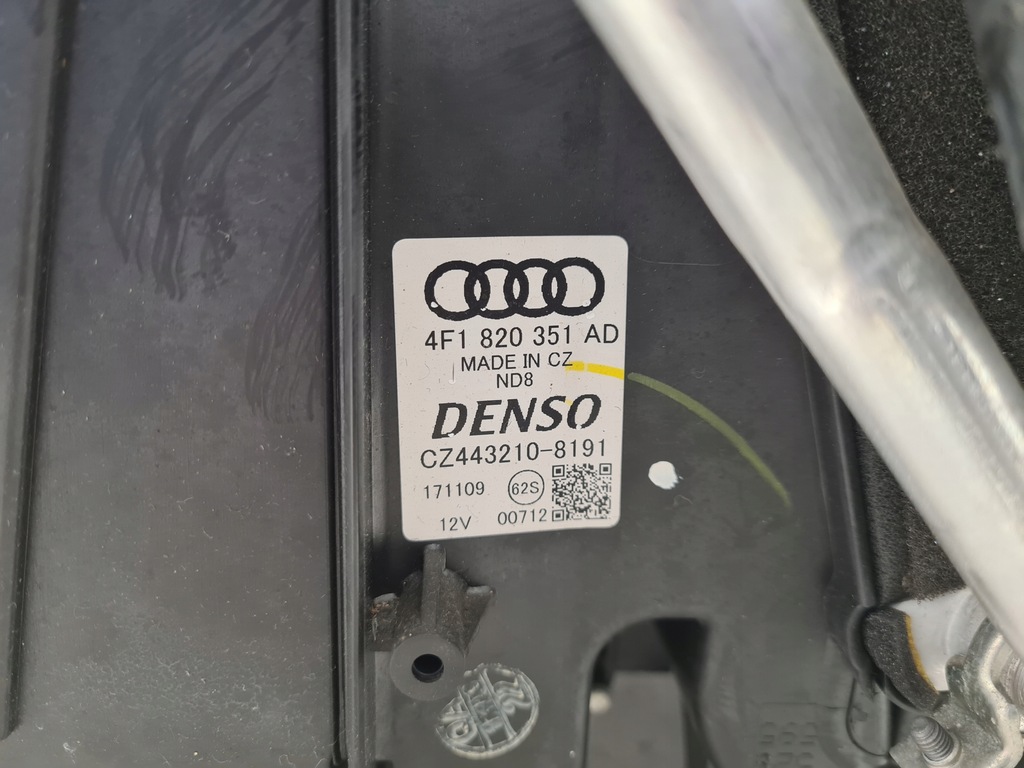 4F1 820 351 AD
MADE IN CZ
ND8
DENSO
CZ443210-8191
171109 62S
12V 00712